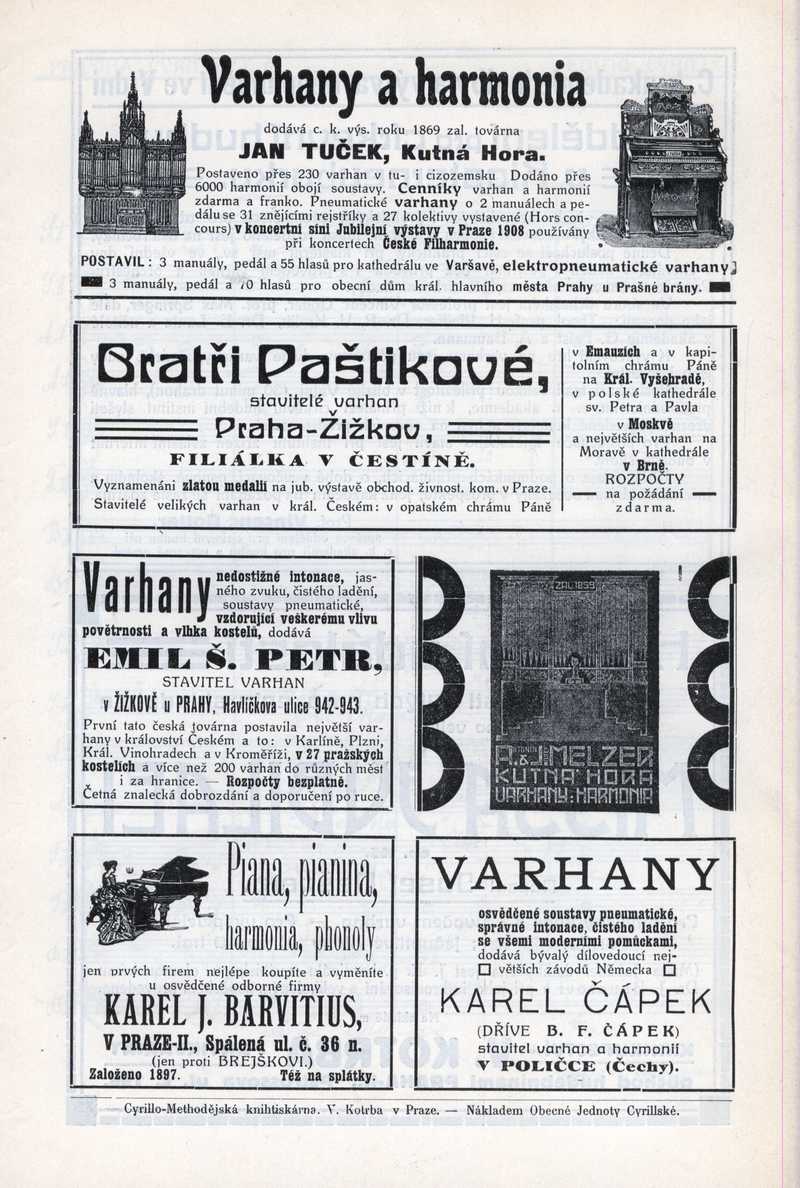 Varhany a harmonia
dodává c. k. výs. roku 1869 zal. továrna
JAN TUČEK, Kutná Hora.
Postaveno přes 230 varhan v tu- i cizozemsku Dodáno přes
6000 harmonií obojí soustavy. Cenníky varhan a harmonií
zdarma a franko. Pneumatické varhany o 2 manuálech a pe-
dálu se 31 znějícími rejstříky a 27 kolektivy vystavené (Hors con-
cours) v koncertní síni Jubilejní výstavy v Praze 1908 používány
při koncertech České Filharmonie.
POSTAVIL: 3 manuály, pedál a 55 hlasů pro kathedrálu ve Varšavě, elektropneumatické varhany
3 manuály, pedál a 70 hlasů pro obecní dům král. hlavního města Prahy u Prašné brány.
Bratři Paštikové,
stavitelé varhan
Praha-Žižkov,
FILIÁLKA V ČESTÍNĚ.
Vyznamenáni zlatou medalií na jub. výstavě obchod. živnost. kom. v Praze.
Stavitelé velikých varhan v král. Českém: v opatském chrámu Páně
v Emauzích a v kapi-
tolním chrámu Páně
na Král. Vyšehradě,
v polské kathedrále
sv. Petra a Pavla
v Moskvě
a největších varhan na
Moravě v kathedrále
v Brně.
ROZPOČTY
na požádání
zdarma.
Varhany
nedostižné intonace, jas-
ného zvuku, čistého ladění,
soustavy pneumatické,
vzdorující veškerému vlivu
povětrnosti a vlhka kostelů, dodává
EMIL Š. PETR,
STAVITEL VARHAN
v ŽIŽKOVĚ u PRAHY, Havlíčkova ulice 942-943.
První tato česká továrna postavila největší var-
hany v království Českém a to: v Karlíně, Plzni,
Král. Vinohradech a v Kroměříži, v 27 pražských
kostelích a více než 200 varhan do různých měst
i za hranice. — Rozpočty bezplatné.
Četná znalecká dobrozdání a doporučení po ruce.
ZAL. 1859
ANTONÍN
A. & J. MELZER
KUTNÁ HORA
VARHANY: HARMONIA
Piana, pianina,
harmonia, phonoly
jen prvých firem nejlépe koupíte a vyměníte
u osvědčené odborné firmy
KAREL J. BARVITIUS,
V PRAZE-II., Spálená ul. č. 36 n.
(jen proti BREJŠKOVI.)
Založeno 1897. Též na splátky.
VARHANY
osvědčené soustavy pneumatické,
správné intonace, čistého ladění
se všemi moderními pomůckami,
dodává bývalý dílovedoucí nej-
větších závodů Německa
KAREL ČÁPEK
(DŘÍVE B. F. ČÁPEK)
stavitel varhan a harmonií
V POLIČCE (Čechy).
Cyrillo-Methodějská knihtiskárna. V. Kotrba v Praze. — Nákladem Obecné Jednoty Cyrillské.